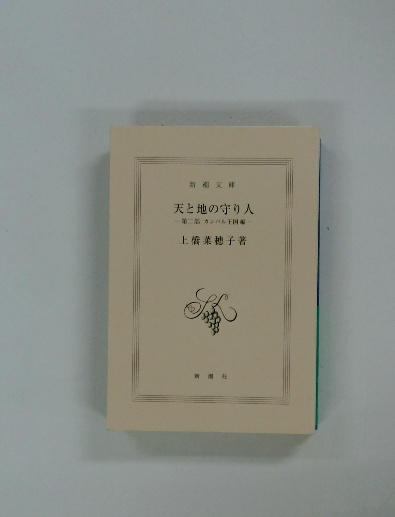 新潮文庫
天と地の守り人
―第二部 カンバル王国編―
上橋菜穂子著
新潮社